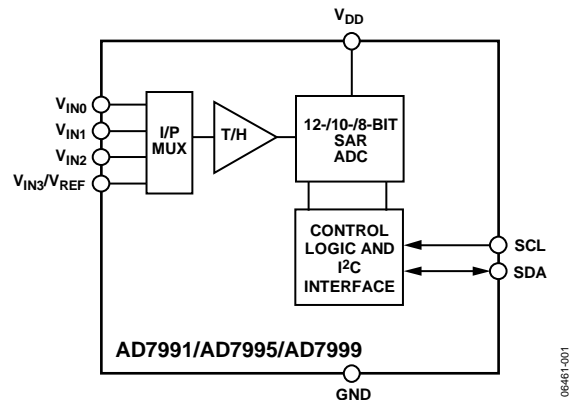 VDD
VIN0
VIN1
VIN2
VIN3/VREF
I/P
MUX
T/H
12-/10-/8-BIT
SAR
ADC
CONTROL
LOGIC AND
I2C
INTERFACE
SCL
SDA
AD7991/AD7995/AD7999
GND
06461-001